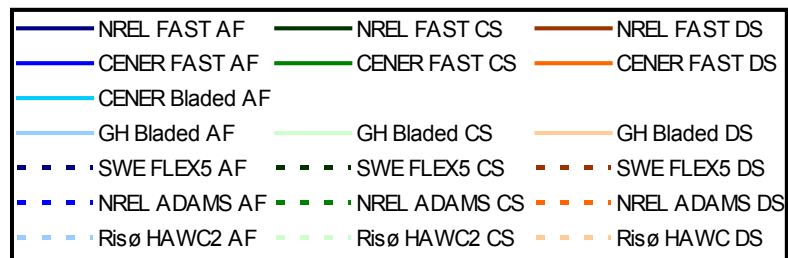 NREL FAST AF NREL FAST CS NREL FAST DS
CENER FAST AF CENER FAST CS CENER FAST DS
CENER Bladed AF
GH Bladed AF GH Bladed CS GH Bladed DS
SWE FLEX5 AF SWE FLEX5 CS SWE FLEX5 DS
NREL ADAMS AF NREL ADAMS CS NREL ADAMS DS
Risø HAWC2 AF Risø HAWC2 CS Risø HAWC DS